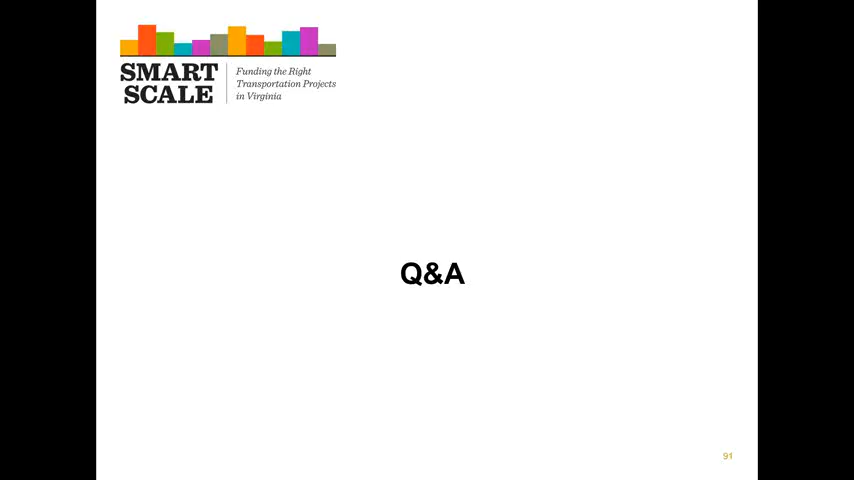 SMART
SCALE
Funding the Right
Transportation Projects
in Virginia
Q&A
91